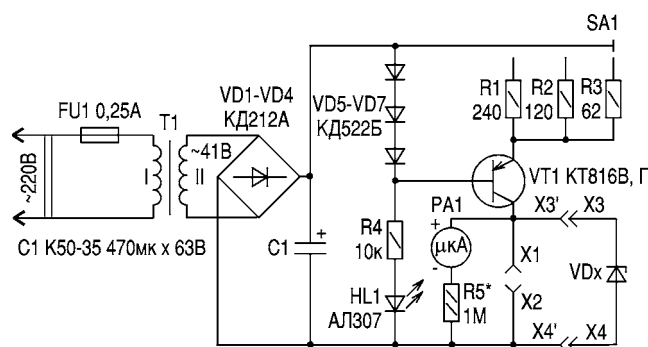 SA1
VD1-VD4
КД212А
FU1 0,25А
T1
~41В
I
II
~220В
VD5-VD7
КД522Б
R1
240
R2
120
R3
62
VT1 КТ816В, Г
PA1
+
мкА
-
X3'
X3
X1
X2
VDx
X4'
X4
R4
10к
R5*
1М
HL1
АЛ307
C1
+
C1 К50-35 470мк x 63В